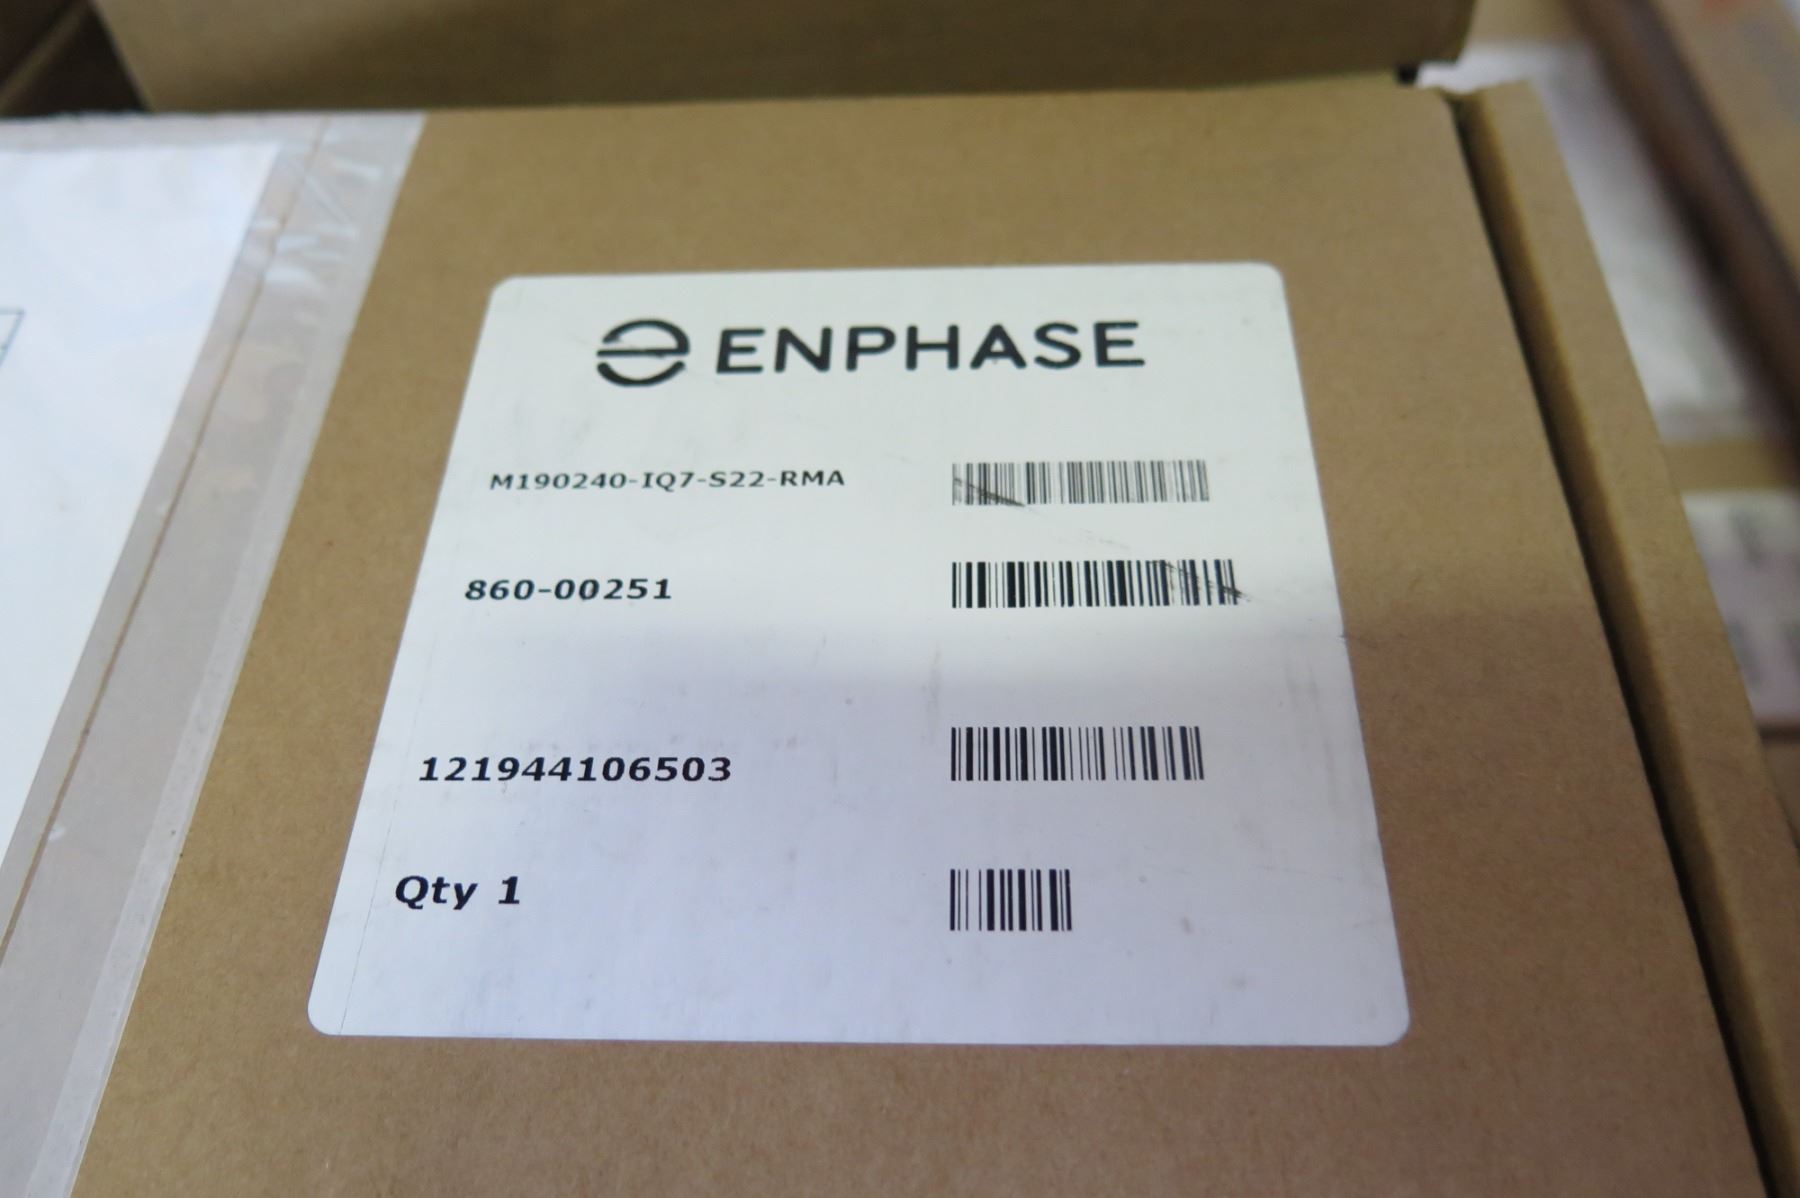 ENPHASE
M190240-IQ7-S22-RMA
860-00251
121944106503
Qty 1